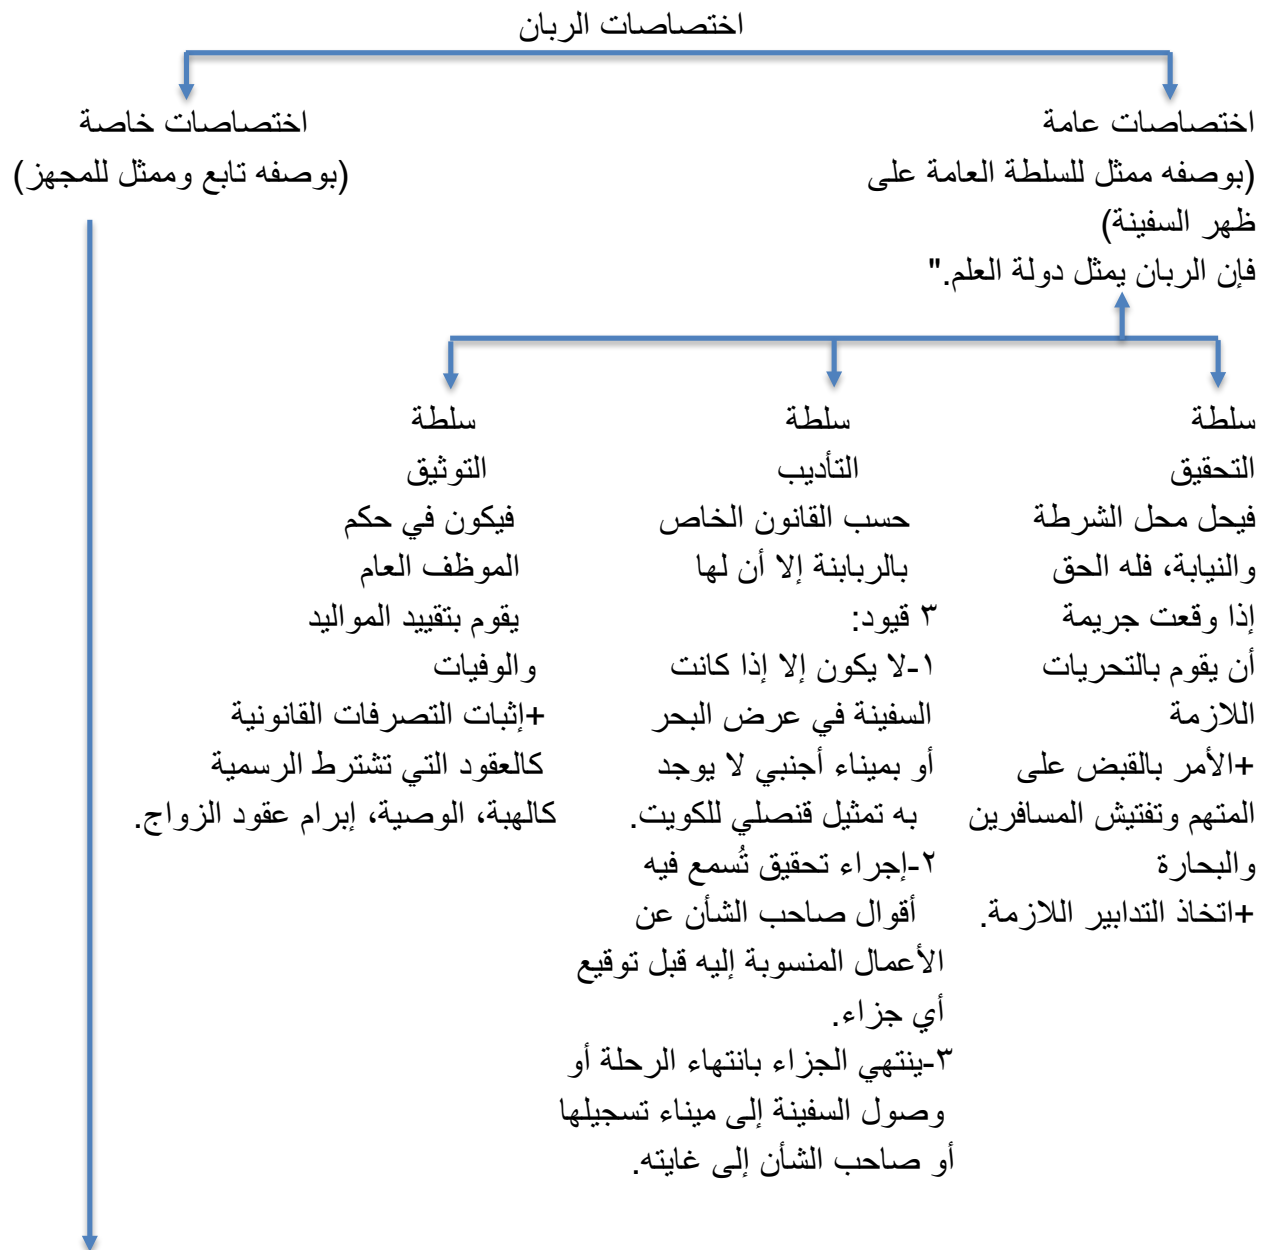 اختصاصات الربان
اختصاصات عامة
(بوصفه ممثل للسلطة العامة على
ظهر السفينة)
فإن الربان يمثل دولة العلم."
اختصاصات خاصة
(بوصفه تابع وممثل للمجهز)
سلطة
التحقيق
فيحل محل الشرطة
والنيابة، فله الحق
إذا وقعت جريمة
أن يقوم بالتحريات
اللازمة
+الأمر بالقبض على
المتهم وتفتيش المسافرين
والبحارة
+اتخاذ التدابير اللازمة.
سلطة
التأديب
حسب القانون الخاص
بالربابنة إلا أن لها
٣ قيود:
١-لا يكون إلا إذا كانت
السفينة في عرض البحر
أو بميناء أجنبي لا يوجد
به تمثيل قنصلي للكويت.
٢-إجراء تحقيق تُسمع فيه
أقوال صاحب الشأن عن
الأعمال المنسوبة إليه قبل توقيع
أي جزاء.
٣-ينتهي الجزاء بانتهاء الرحلة أو
وصول السفينة إلى ميناء تسجيلها
أو صاحب الشأن إلى غايته.
سلطة
التوثيق
فيكون في حكم
الموظف العام
يقوم بتقييد المواليد
والوفيات
+إثبات التصرفات القانونية
كالعقود التي تشترط الرسمية
كالهبة، الوصية، إبرام عقود الزواج.